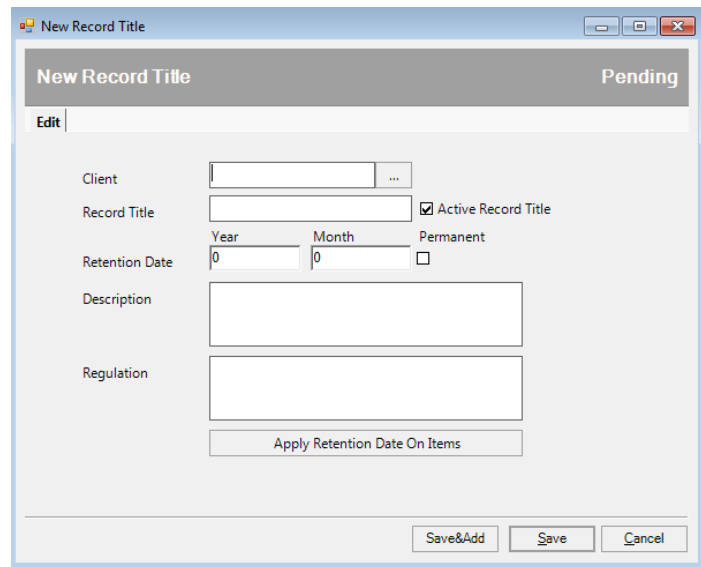 New Record Title
New Record Title Pending
Edit
Client ...
Record Title Active Record Title
Year Month Permanent
Retention Date 0 0
Description
Regulation
Apply Retention Date On Items
Save&Add Save Cancel